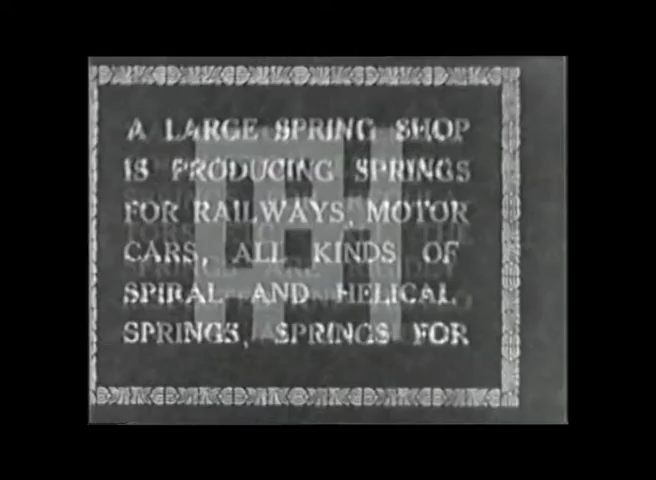 A LARGE SPRING SHOP
IS PRODUCING SPRINGS
FOR RAILWAYS, MOTOR
CARS, ALL KINDS OF
SPIRAL AND HELICAL
SPRINGS, SPRINGS FOR